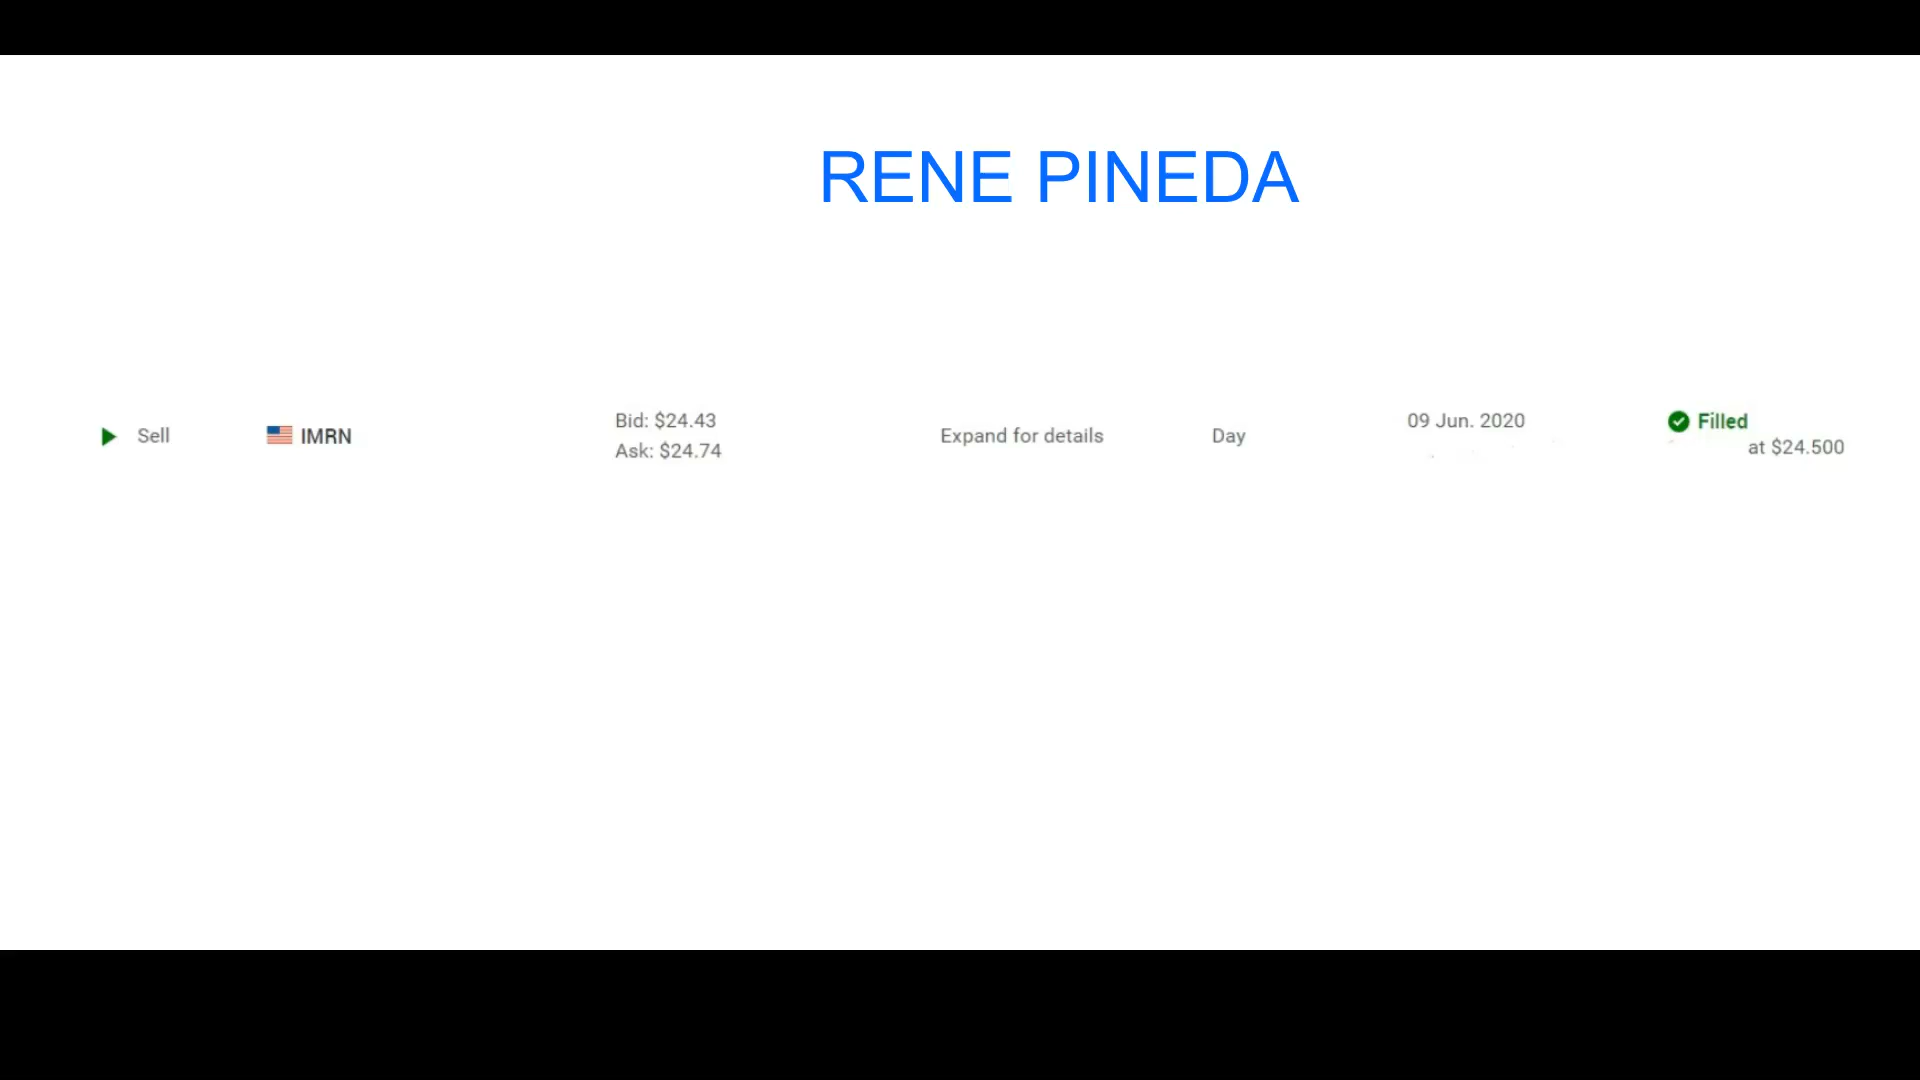 RENE PINEDA
Sell IMRN Bid: $24.43 Expand for details Day 09 Jun. 2020 Filled
Ask: $24.74 at $24.500